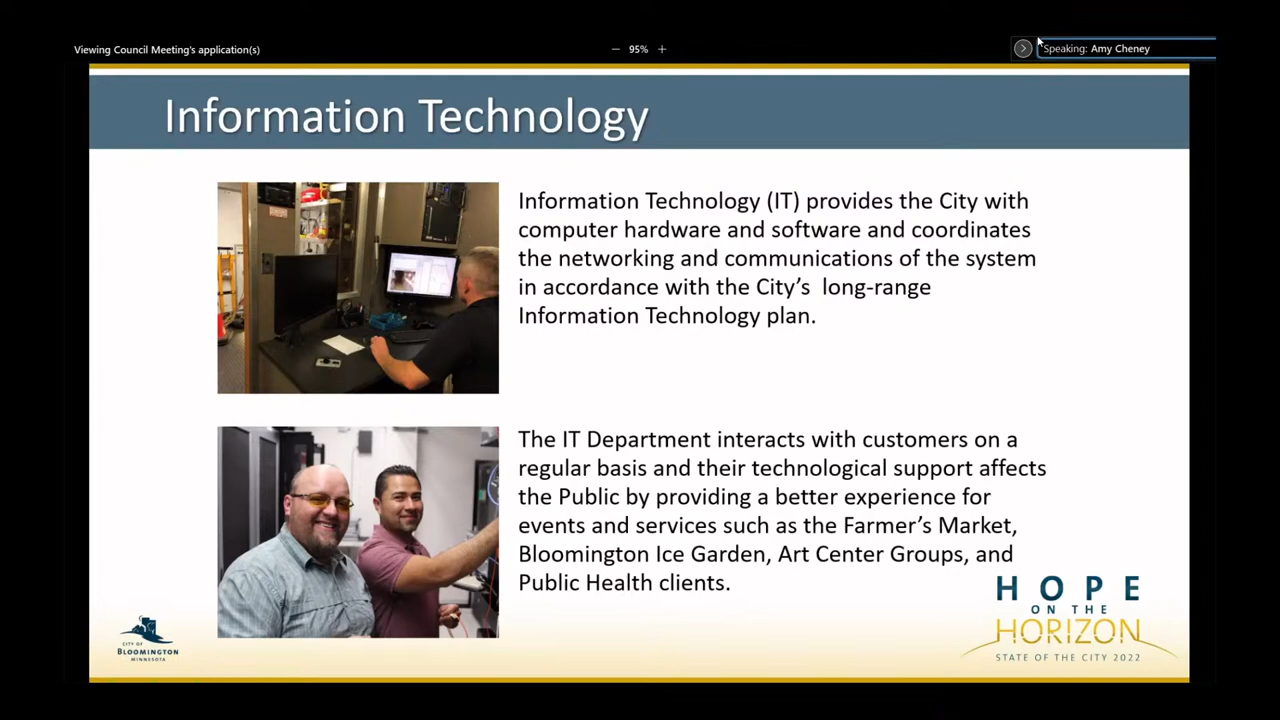 Viewing Council Meeting's application(s)
95%
Speaking: Amy Cheney
Information Technology
Information Technology (IT) provides the City with
computer hardware and software and coordinates
the networking and communications of the system
in accordance with the City’s  long-range
Information Technology plan.
The IT Department interacts with customers on a
regular basis and their technological support affects
the Public by providing a better experience for
events and services such as the Farmer’s Market,
Bloomington Ice Garden, Art Center Groups, and
Public Health clients.
CITY OF
BLOOMINGTON
MINNESOTA
HOPE
ON THE
HORIZON
STATE OF THE CITY 2022